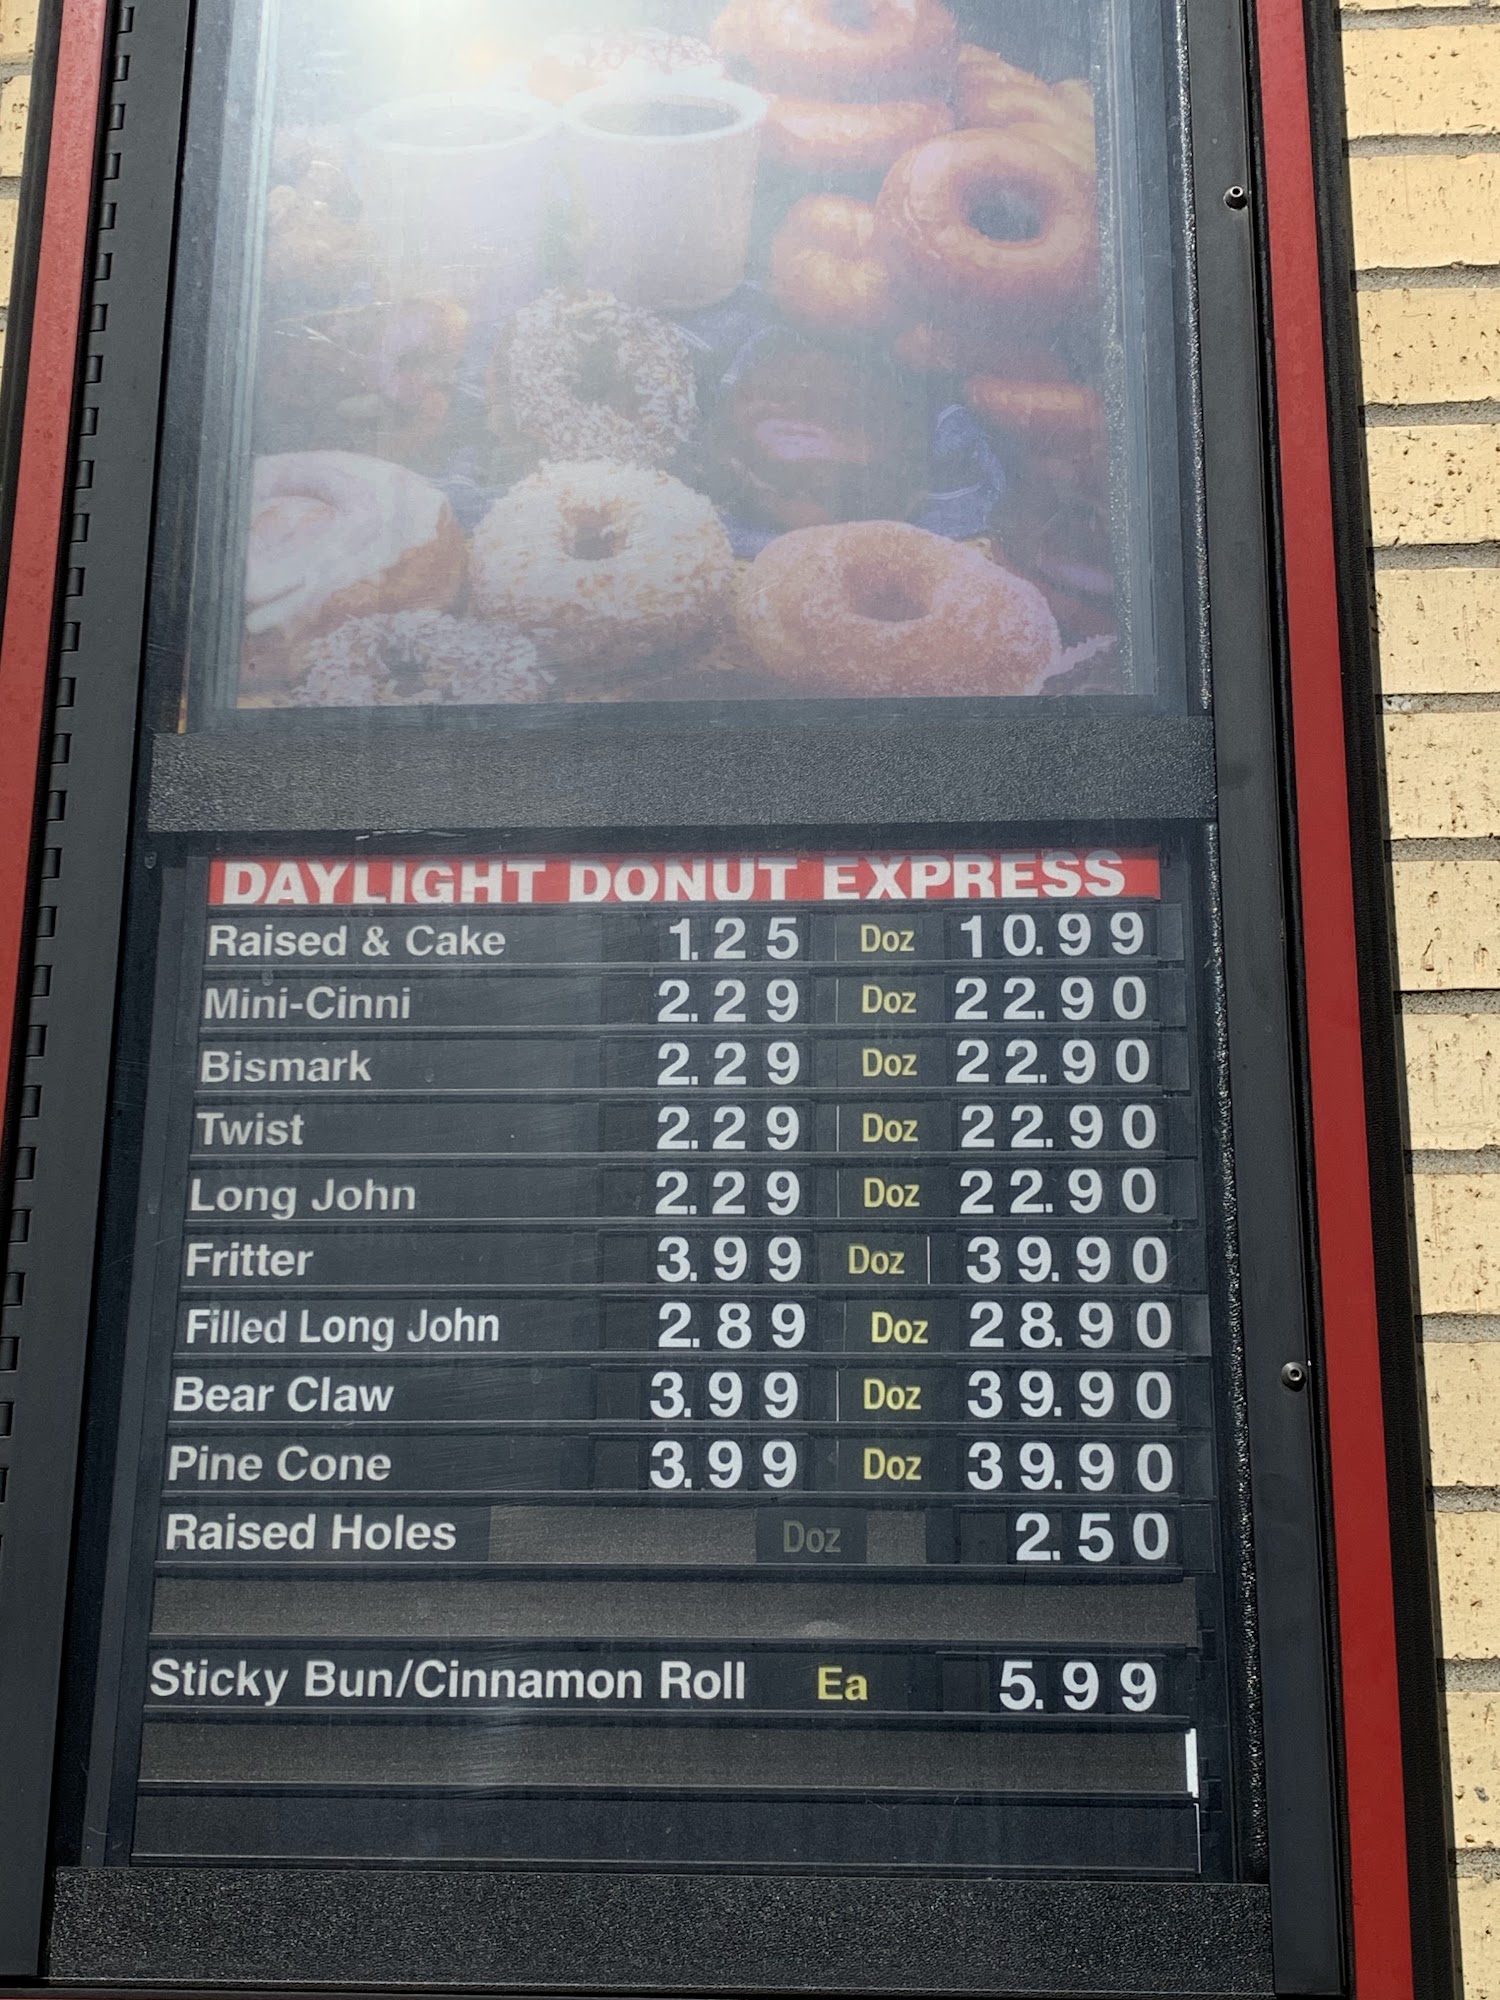 DAYLIGHT DONUT EXPRESS
Raised & Cake 1.25 Doz 10.99
Mini-Cinni 2.29 Doz 22.90
Bismark 2.29 Doz 22.90
Twist 2.29 Doz 22.90
Long John 2.29 Doz 22.90
Fritter 3.99 Doz 39.90
Filled Long John 2.89 Doz 28.90
Bear Claw 3.99 Doz 39.90
Pine Cone 3.99 Doz 39.90
Raised Holes Doz 2.50
Sticky Bun/Cinnamon Roll Ea 5.99